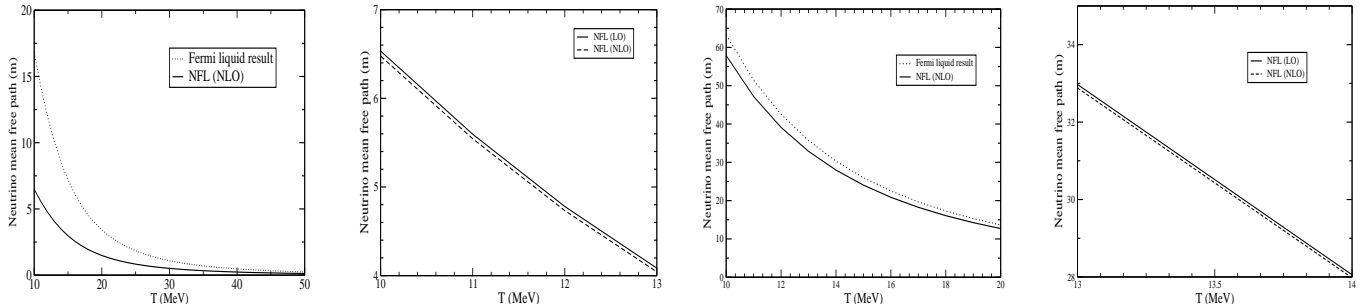 Neutrino mean free path (m)
20
15
10
5
0
Fermi liquid result
NFL (NLO)
10 20 30 40 50
T (MeV)
Neutrino mean free path (m)
7
6
5
4
NFL (LO)
NFL (NLO)
10 11 12 13
T (MeV)
Neutrino mean free path (m)
70
60
50
40
30
20
10
0
Fermi liquid result
NFL (NLO)
10 12 14 16 18 20
T (MeV)
Neutrino mean free path (m)
34
32
30
28
NFL (LO)
NFL (NLO)
13 13.5 14
T (MeV)